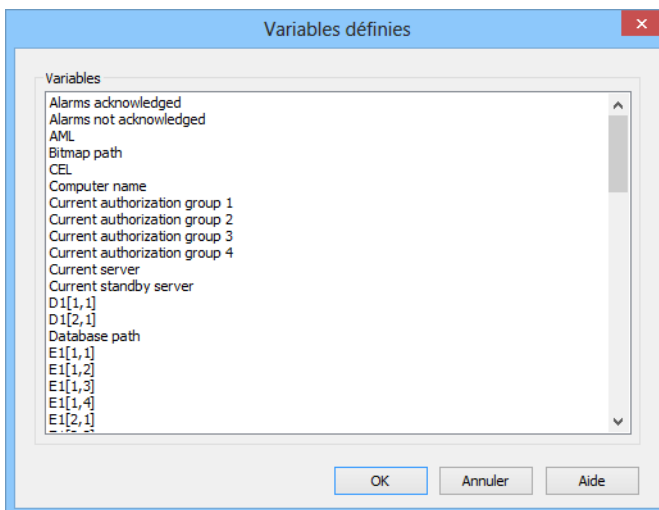 Variables définies
Variables
Alarms acknowledged
Alarms not acknowledged
AML
Bitmap path
CEL
Computer name
Current authorization group 1
Current authorization group 2
Current authorization group 3
Current authorization group 4
Current server
Current standby server
D1[1,1]
D1[2,1]
Database path
E1[1,1]
E1[1,2]
E1[1,3]
E1[1,4]
E1[2,1]
OK Annuler Aide